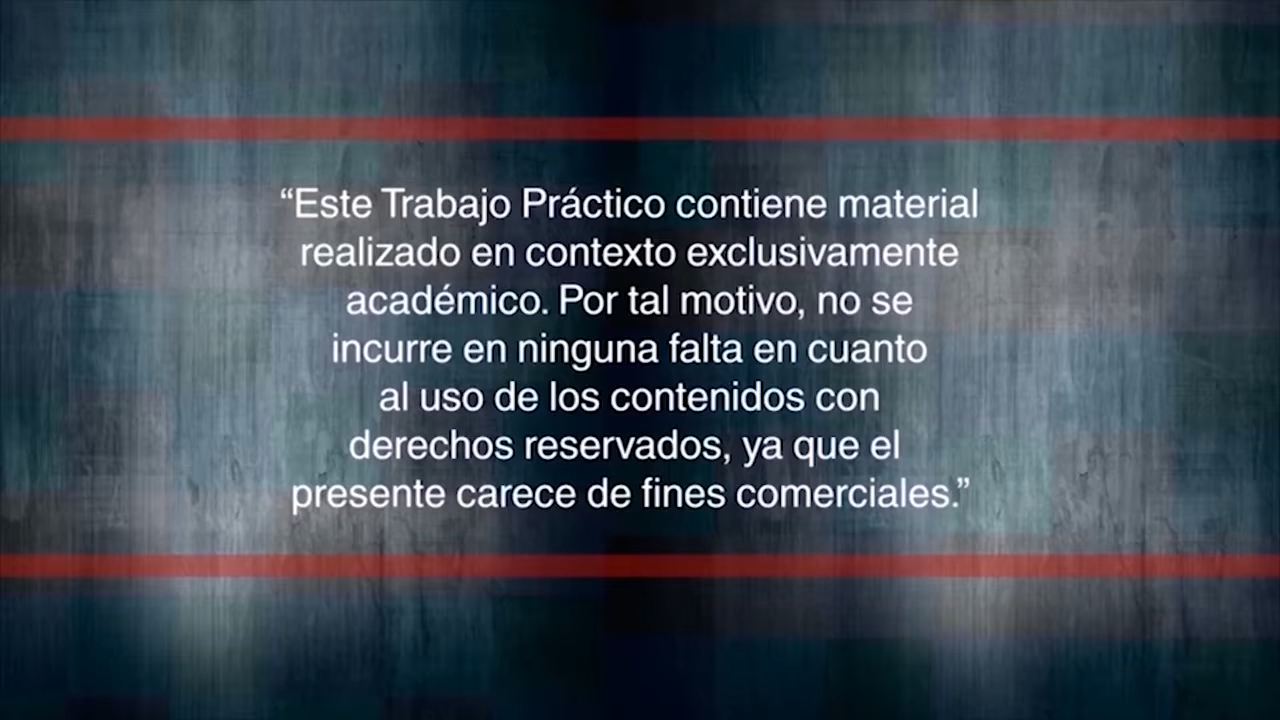 “Este Trabajo Práctico contiene material
realizado en contexto exclusivamente
académico. Por tal motivo, no se
incurre en ninguna falta en cuanto
al uso de los contenidos con
derechos reservados, ya que el
presente carece de fines comerciales.”